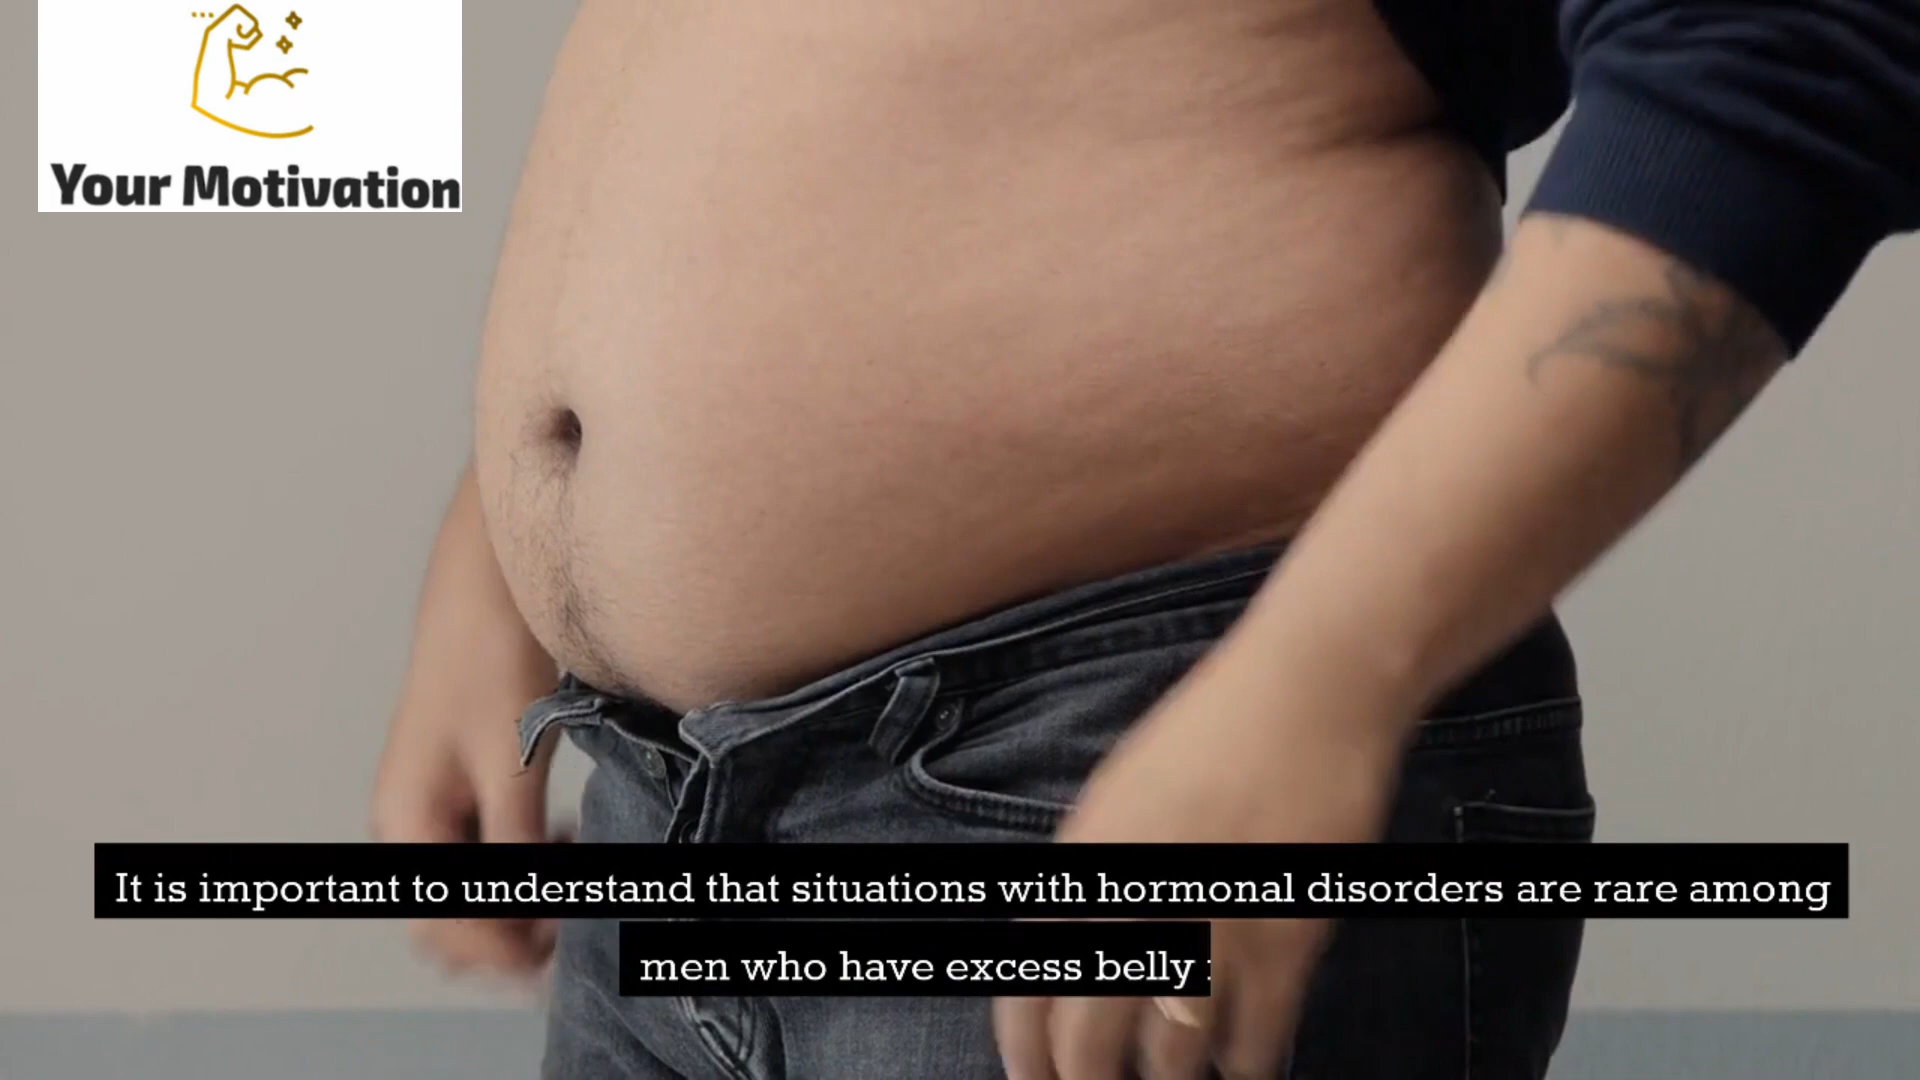 Your Motivation
It is important to understand that situations with hormonal disorders are rare among
men who have excess belly